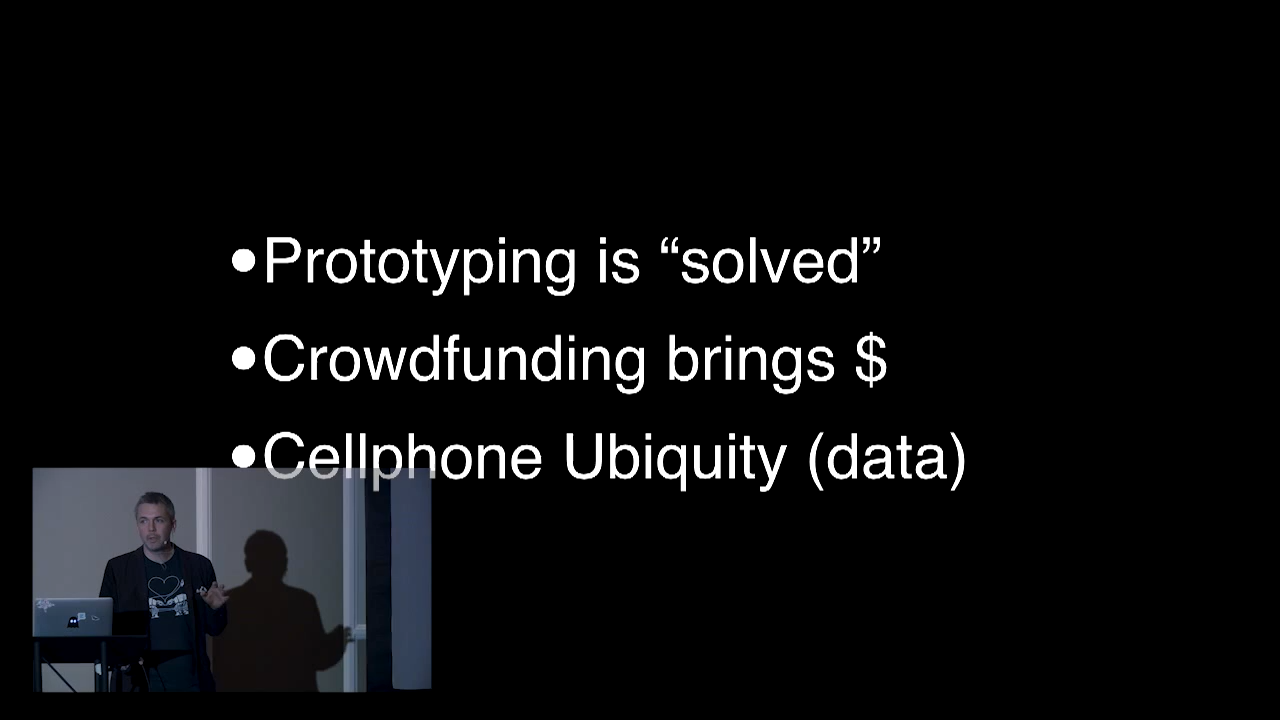 •Prototyping is “solved”
•Crowdfunding brings $
•Cellphone Ubiquity (data)